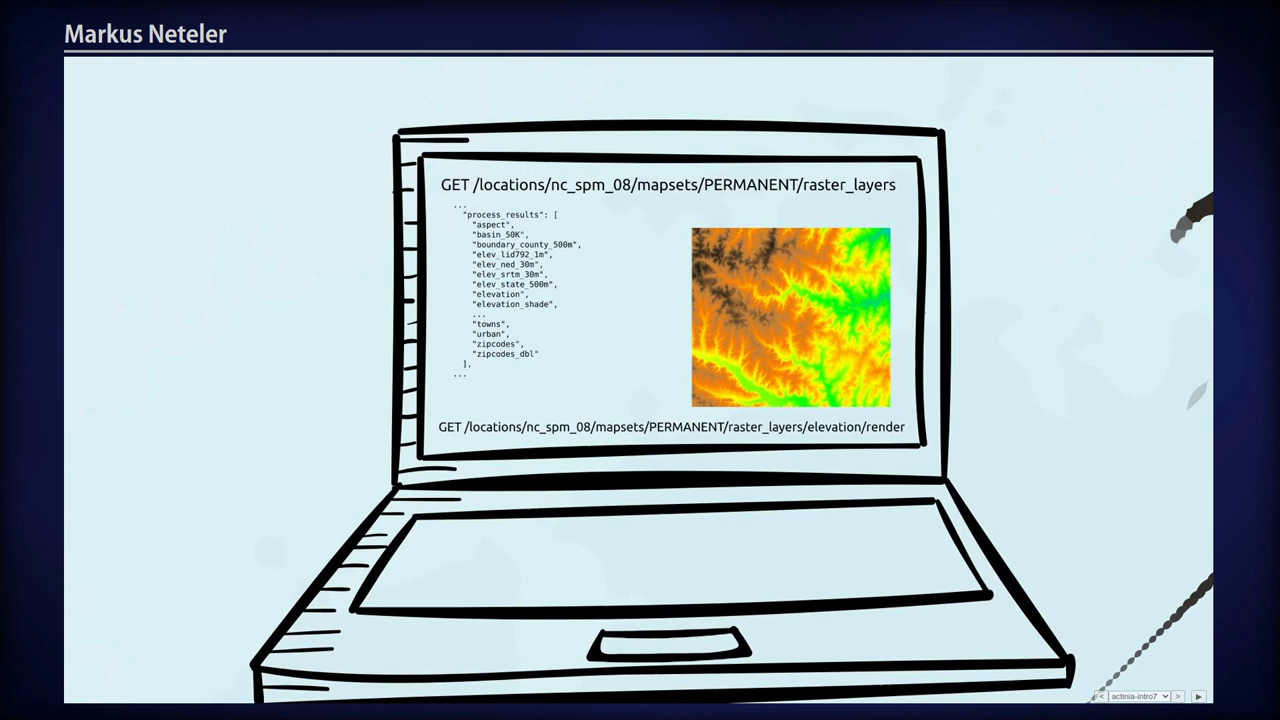 Markus Neteler
GET /locations/nc_spm_08/mapsets/PERMANENT/raster_layers
...
"process_results": [
"aspect",
"basin_50K",
"boundary_county_500m",
"elev_lid792_1m",
"elev_ned_30m",
"elev_srtm_30m",
"elev_state_500m",
"elevation",
"elevation_shade",
...
"towns",
"urban",
"zipcodes",
"zipcodes_dbl"
],
...
GET /locations/nc_spm_08/mapsets/PERMANENT/raster_layers/elevation/render
< actinia-intro7 >